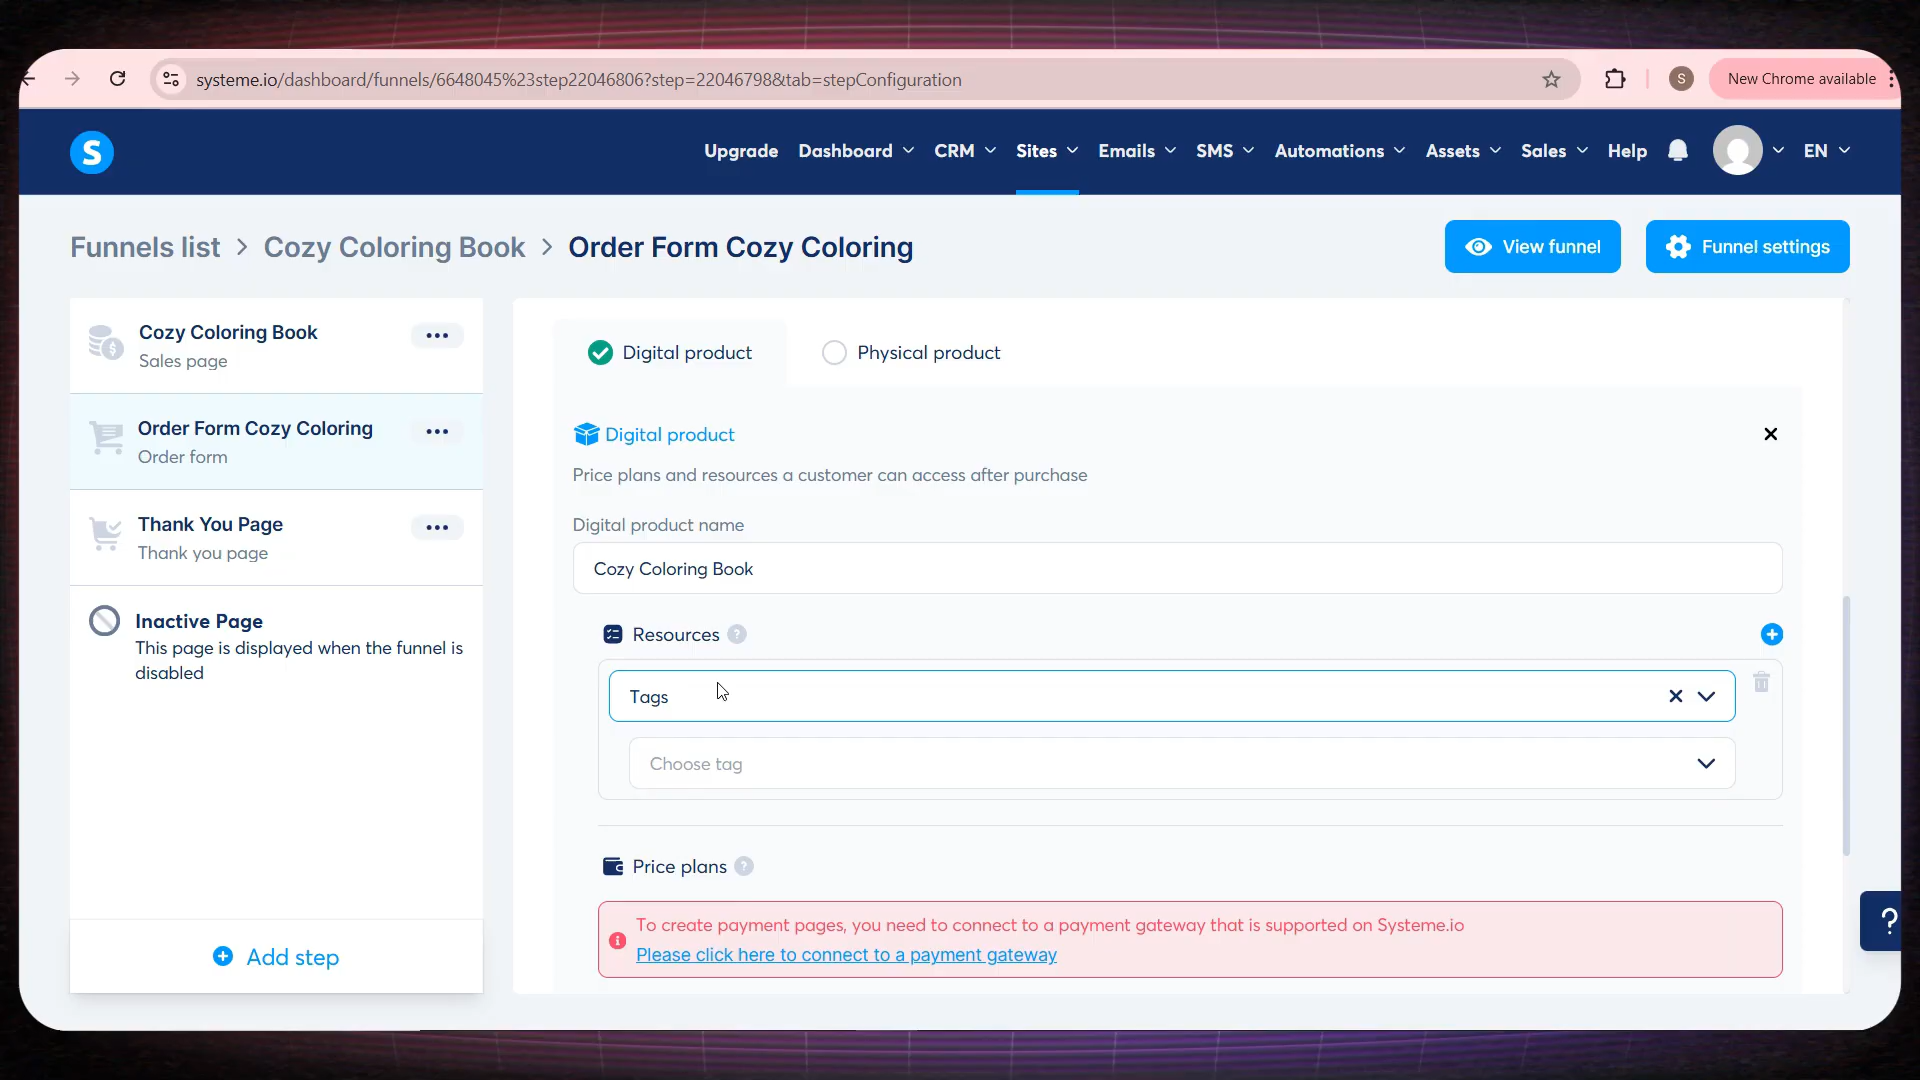 systeme.io/dashboard/funnels/6648045%23step22046806?step=22046798&tab=stepConfiguration
S
New Chrome available
S
Upgrade
Dashboard
CRM
Sites
Emails
SMS
Automations
Assets
Sales
Help
EN
Funnels list > Cozy Coloring Book > Order Form Cozy Coloring
View funnel
Funnel settings
Cozy Coloring Book
Sales page
Order Form Cozy Coloring
Order form
Thank You Page
Thank you page
Inactive Page
This page is displayed when the funnel is
disabled
Add step
Digital product
Physical product
Digital product
Price plans and resources a customer can access after purchase
Digital product name
Cozy Coloring Book
Resources ?
Tags
Choose tag
Price plans ?
To create payment pages, you need to connect to a payment gateway that is supported on Systeme.io
Please click here to connect to a payment gateway
?